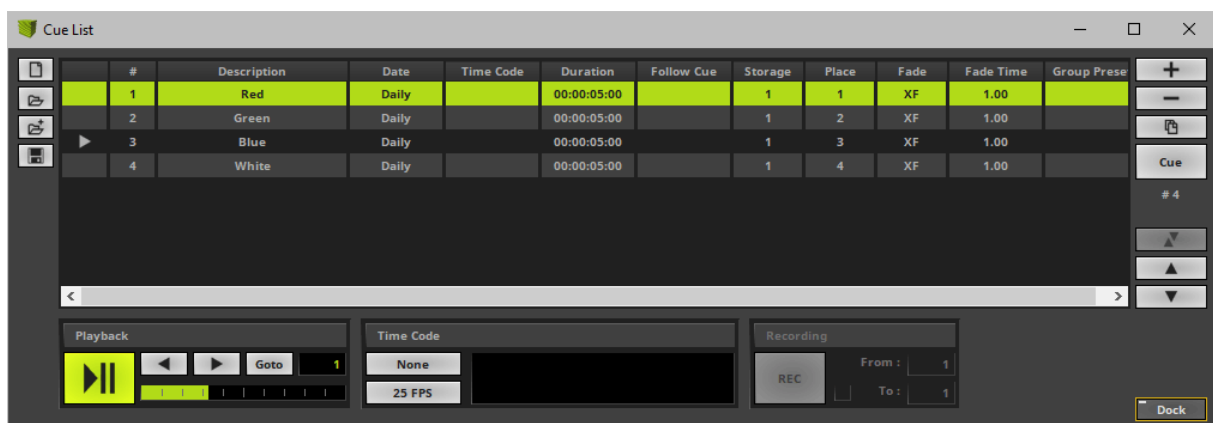 Cue List
# Description Date Time Code Duration Follow Cue Storage Place Fade Fade Time Group Prese
1 Red Daily 00:00:05:00 1 1 XF 1.00
2 Green Daily 00:00:05:00 1 2 XF 1.00
3 Blue Daily 00:00:05:00 1 3 XF 1.00
4 White Daily 00:00:05:00 1 4 XF 1.00
Cue
# 4
Playback
Goto 1
Time Code
None
25 FPS
Recording
REC
From : 1
To : 1
Dock